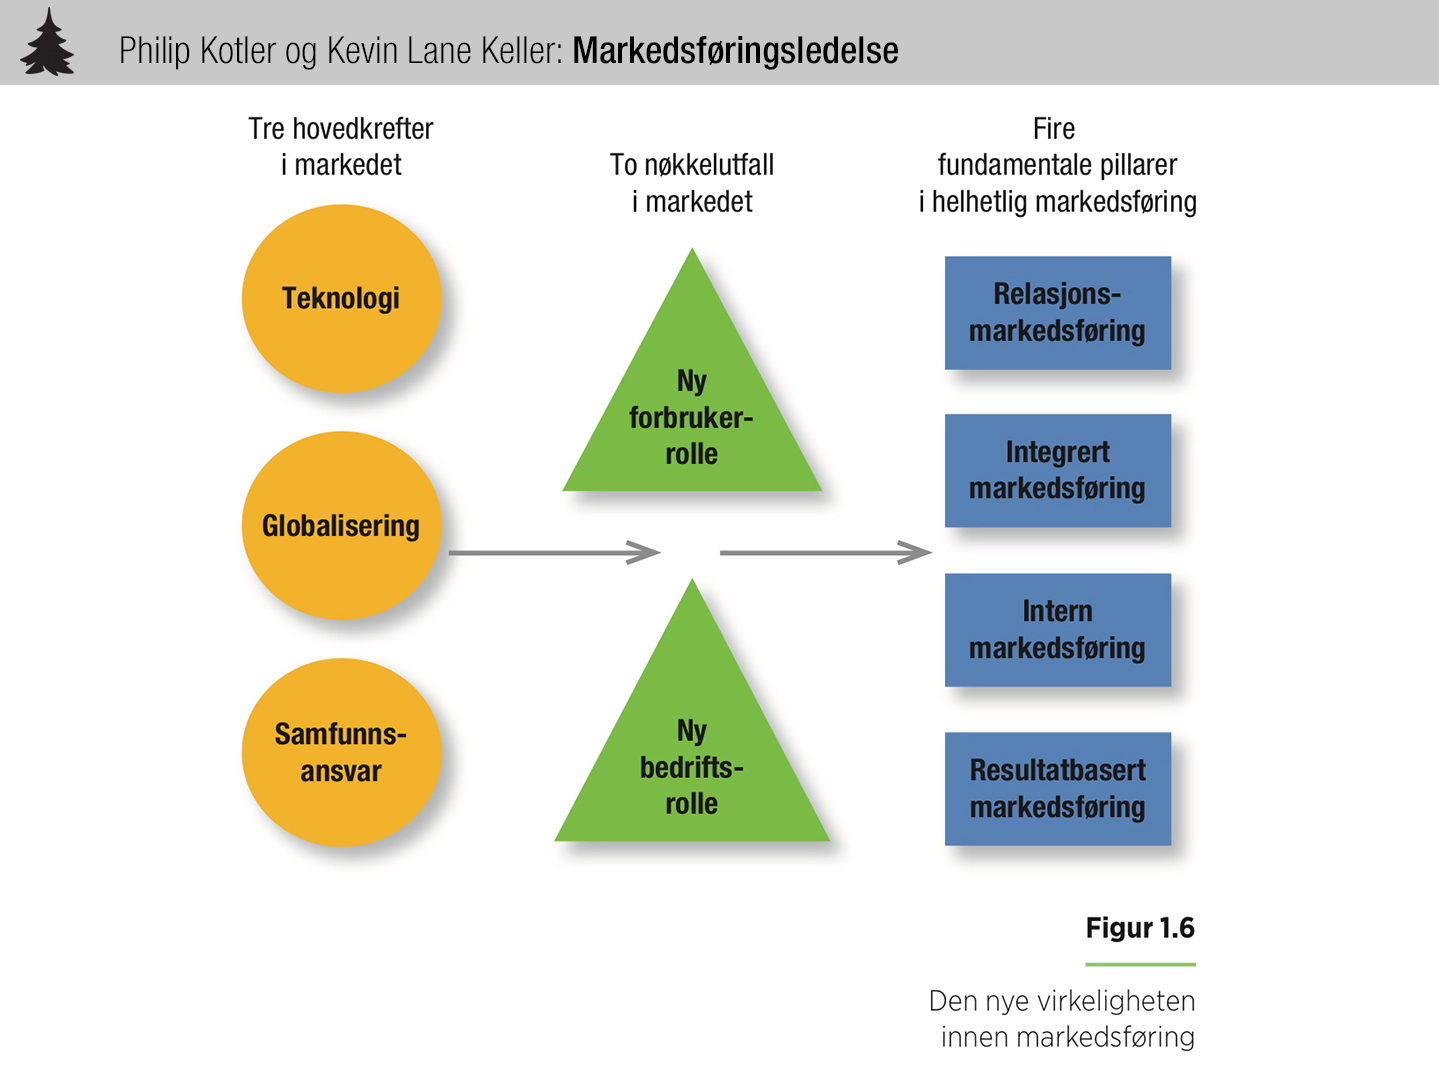 Philip Kotler og Kevin Lane Keller: Markedsføringsledelse
Tre hovedkrefter
i markedet
Teknologi
Globalisering
Samfunns-
ansvar
To nøkkelutfall
i markedet
Ny
forbruker-
rolle
Ny
bedrifts-
rolle
Fire
fundamentale pillarer
i helhetlig markedsføring
Relasjons-
markedsføring
Integrert
markedsføring
Intern
markedsføring
Resultatbasert
markedsføring
Figur 1.6
Den nye virkeligheten
innen markedsføring